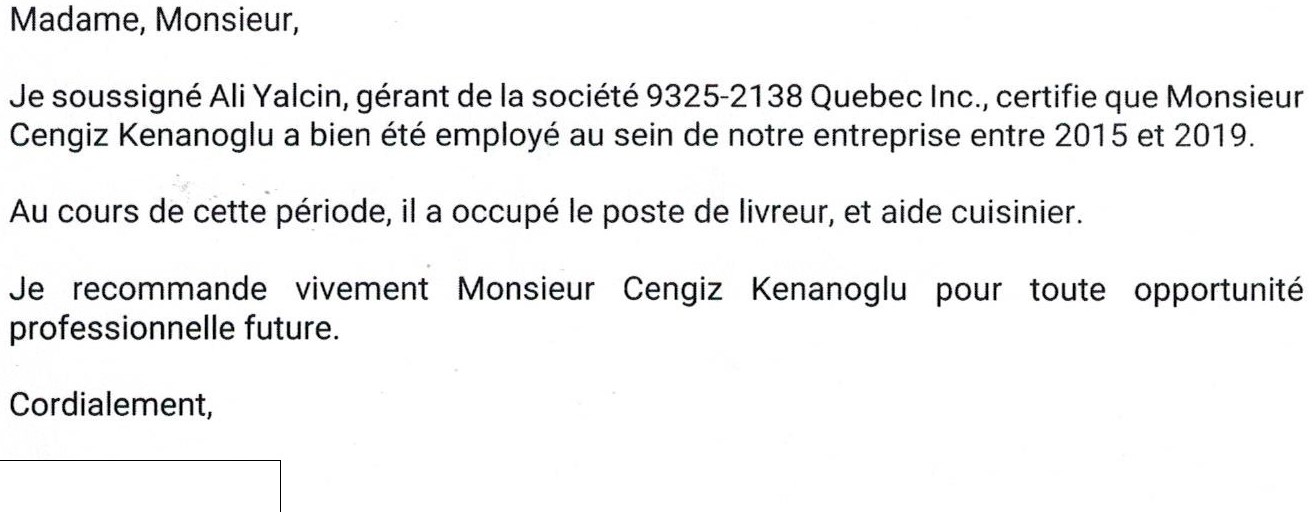 Madame, Monsieur,
Je soussigné Ali Yalcin, gérant de la société 9325-2138 Quebec Inc., certifie que Monsieur
Cengiz Kenanoglu a bien été employé au sein de notre entreprise entre 2015 et 2019.
Au cours de cette période, il a occupé le poste de livreur, et aide cuisinier.
Je recommande vivement Monsieur Cengiz Kenanoglu pour toute opportunité
professionnelle future.
Cordialement,